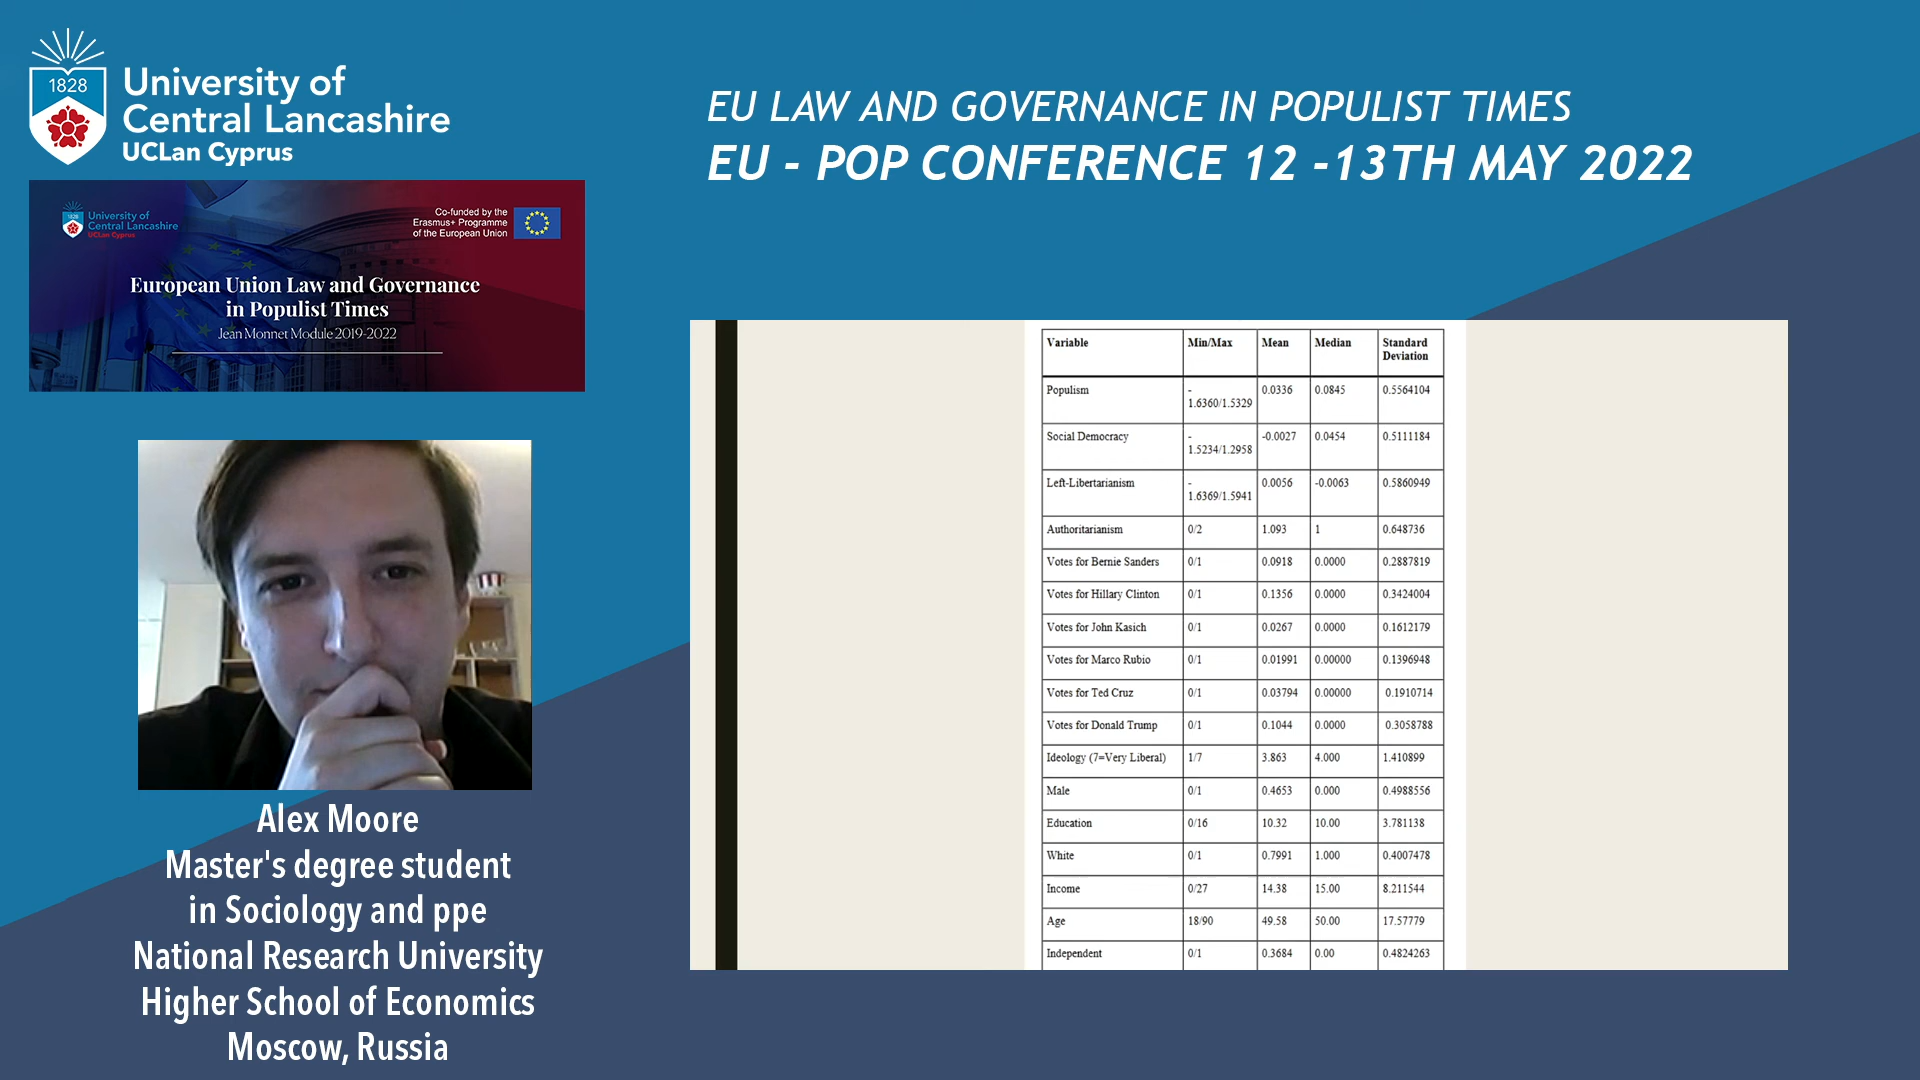 1828
University of
Central Lancashire
UCLan Cyprus
EU LAW AND GOVERNANCE IN POPULIST TIMES
EU - POP CONFERENCE 12 -13TH MAY 2022
1828
University of
Central Lancashire
UCLan Cyprus
Co-funded by the
Erasmus+ Programme
of the European Union
European Union Law and Governance
in Populist Times
Jean Monnet Module 2019-2022
Alex Moore
Master's degree student
in Sociology and ppe
National Research University
Higher School of Economics
Moscow, Russia
Variable Min/Max Mean Median Standard
Deviation
Populism - 0.0336 0.0845 0.5564104
1.6360/1.5329
Social Democracy - -0.0027 0.0454 0.5111184
1.5234/1.2958
Left-Libertarianism - 0.0056 -0.0063 0.5860949
1.6369/1.5941
Authoritarianism 0/2 1.093 1 0.648736
Votes for Bernie Sanders 0/1 0.0918 0.0000 0.2887819
Votes for Hillary Clinton 0/1 0.1356 0.0000 0.3424004
Votes for John Kasich 0/1 0.0267 0.0000 0.1612179
Votes for Marco Rubio 0/1 0.01991 0.00000 0.1396948
Votes for Ted Cruz 0/1 0.03794 0.00000 0.1910714
Votes for Donald Trump 0/1 0.1044 0.0000 0.3058788
Ideology (7=Very Liberal) 1/7 3.863 4.000 1.410899
Male 0/1 0.4653 0.000 0.4988556
Education 0/16 10.32 10.00 3.781138
White 0/1 0.7991 1.000 0.4007478
Income 0/27 14.38 15.00 8.211544
Age 18/90 49.58 50.00 17.57779
Independent 0/1 0.3684 0.00 0.4824263